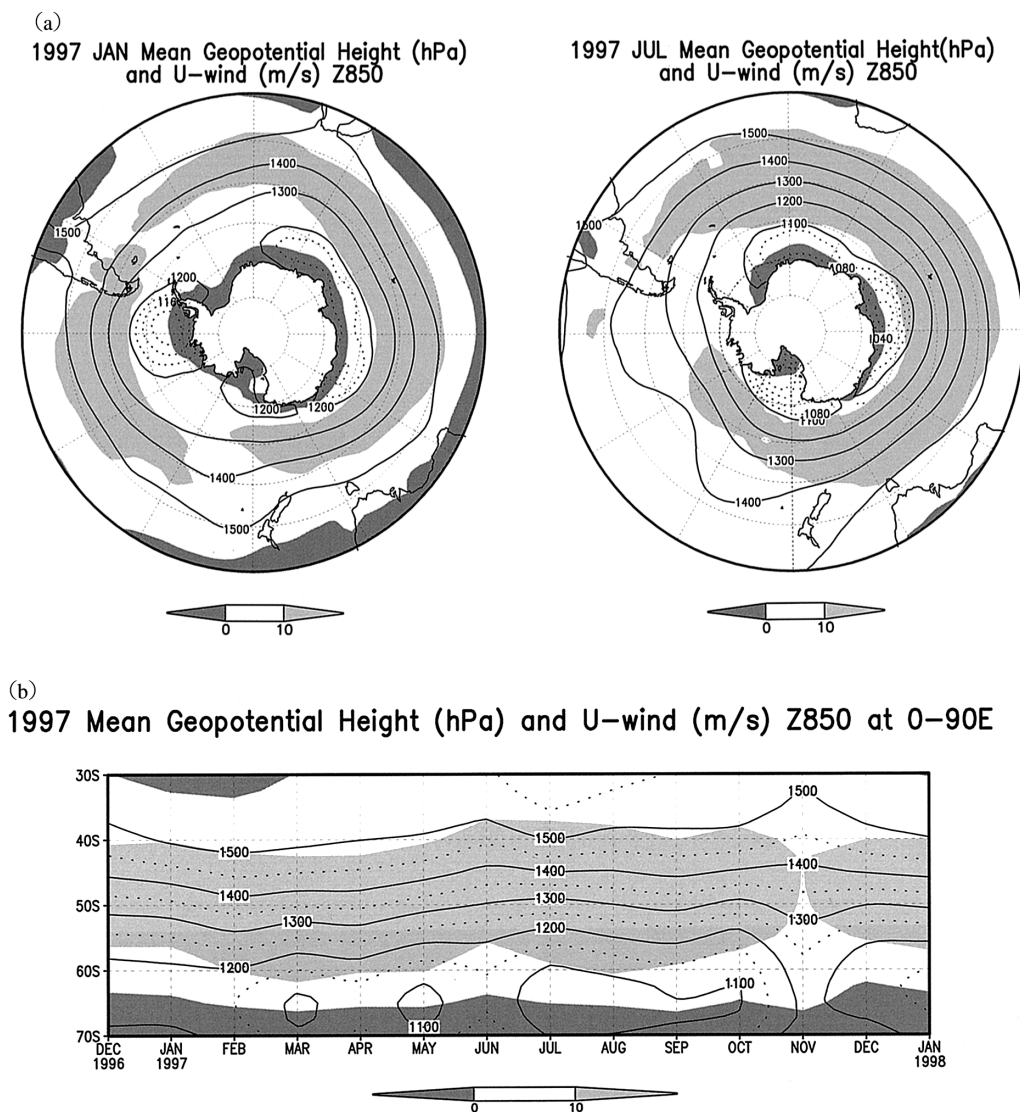 (a)
1997 JAN Mean Geopotential Height (hPa)
and U-wind (m/s) Z850
1500
1400
1300
1200
1200
1200
1400
1500
0 10
1997 JUL Mean Geopotential Height(hPa)
and U-wind (m/s) Z850
1500
1400
1300
1200
1100
1500
1080
1040
1080
1300
1400
0 10
(b)
1997 Mean Geopotential Height (hPa) and U-wind (m/s) Z850 at 0-90E
30S
40S
50S
60S
70S
1500
1500
1500
1400
1400
1400
1300
1300
1300
1200
1200
1100
1100
DEC JAN FEB MAR APR MAY JUN JUL AUG SEP OCT NOV DEC JAN
1996 1997 1998
0 10